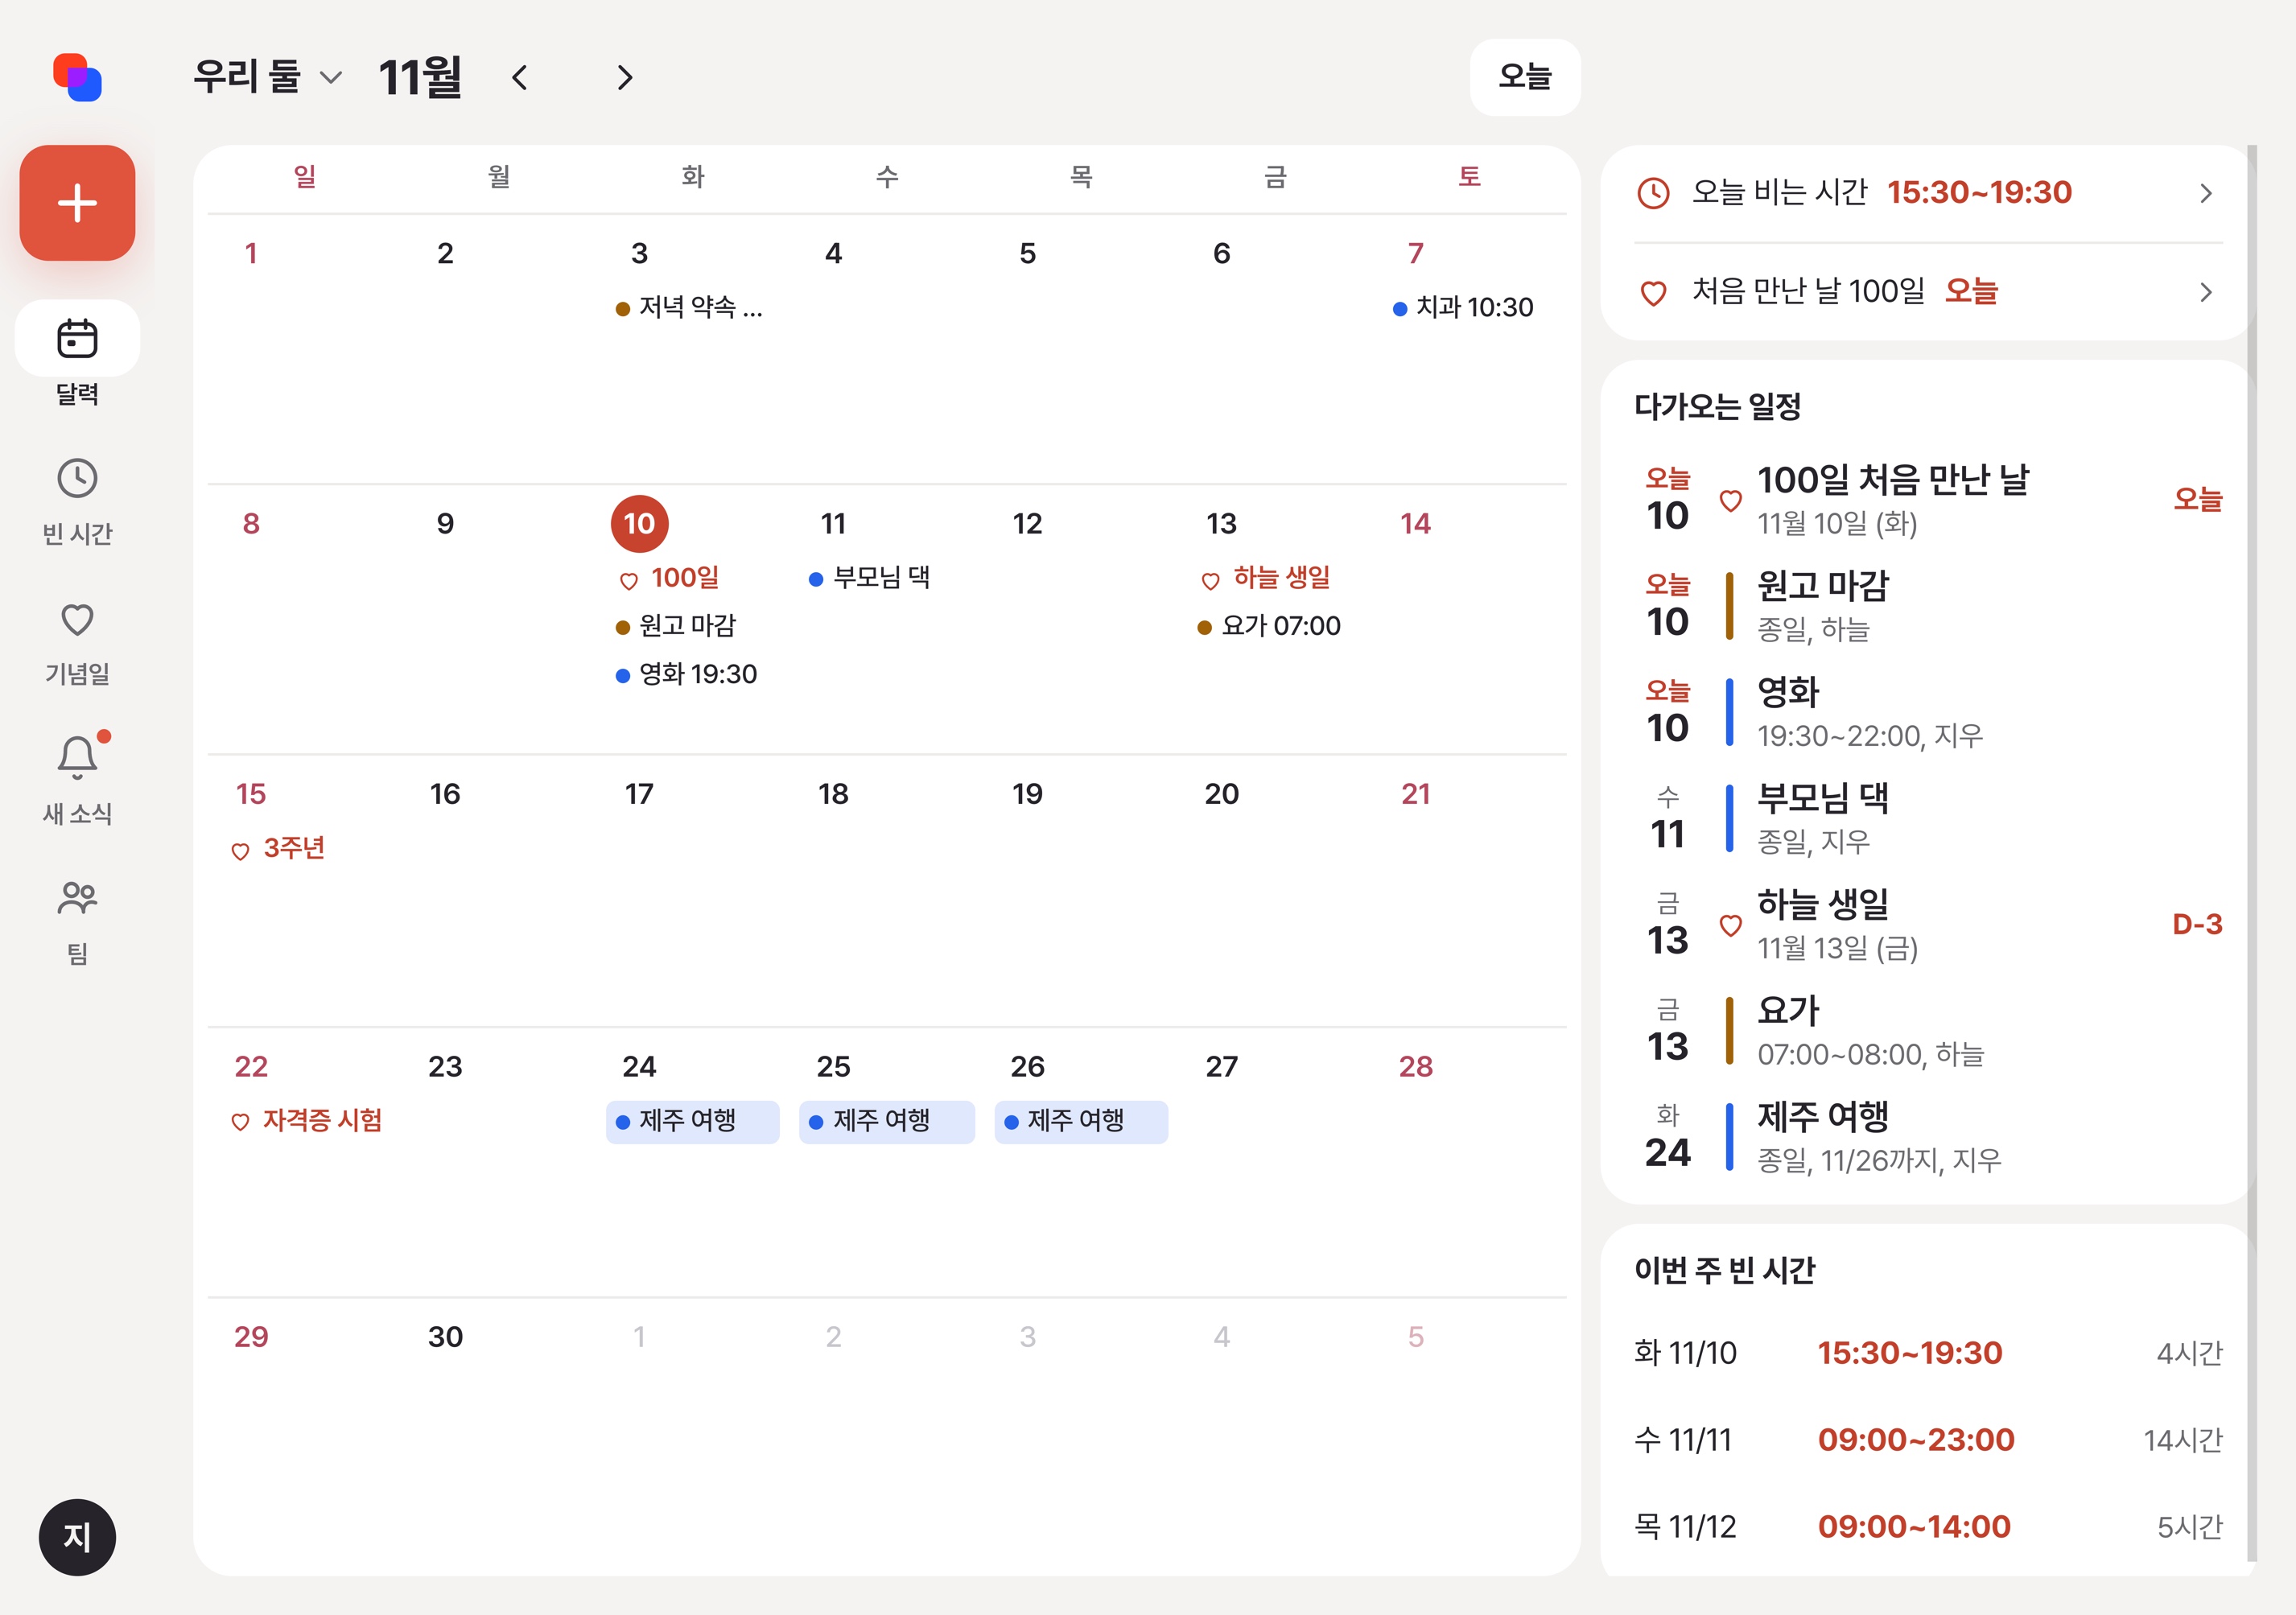 우리 둘
11월
오늘
달력
빈 시간
기념일
새 소식
팀
지
일 월 화 수 목 금 토
1 2 3 4 5 6 7
저녁 약속 ...
치과 10:30
8 9 10 11 12 13 14
100일
부모님 댁
하늘 생일
원고 마감
요가 07:00
영화 19:30
15 16 17 18 19 20 21
3주년
22 23 24 25 26 27 28
자격증 시험
제주 여행
제주 여행
제주 여행
29 30 1 2 3 4 5
오늘 비는 시간 15:30~19:30
처음 만난 날 100일 오늘
다가오는 일정
오늘
10
100일 처음 만난 날
11월 10일 (화)
오늘
오늘
10
원고 마감
종일, 하늘
오늘
10
영화
19:30~22:00, 지우
수
11
부모님 댁
종일, 지우
금
13
하늘 생일
11월 13일 (금)
D-3
금
13
요가
07:00~08:00, 하늘
화
24
제주 여행
종일, 11/26까지, 지우
이번 주 빈 시간
화 11/10 15:30~19:30 4시간
수 11/11 09:00~23:00 14시간
목 11/12 09:00~14:00 5시간